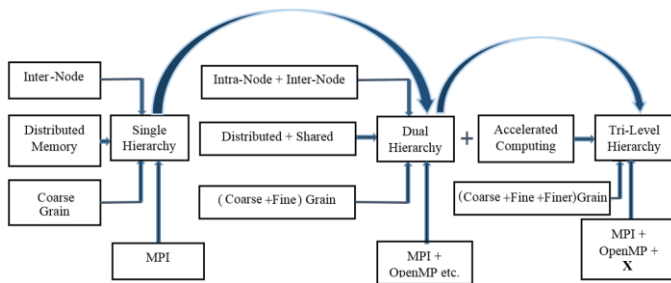 Inter-Node
Distributed
Memory
Coarse
Grain
Single
Hierarchy
MPI
Intra-Node + Inter-Node
Distributed + Shared
(Coarse +Fine) Grain
Dual
Hierarchy
MPI +
OpenMP etc.
+
Accelerated
Computing
Tri-Level
Hierarchy
(Coarse +Fine +Finer)Grain
MPI +
OpenMP +
X